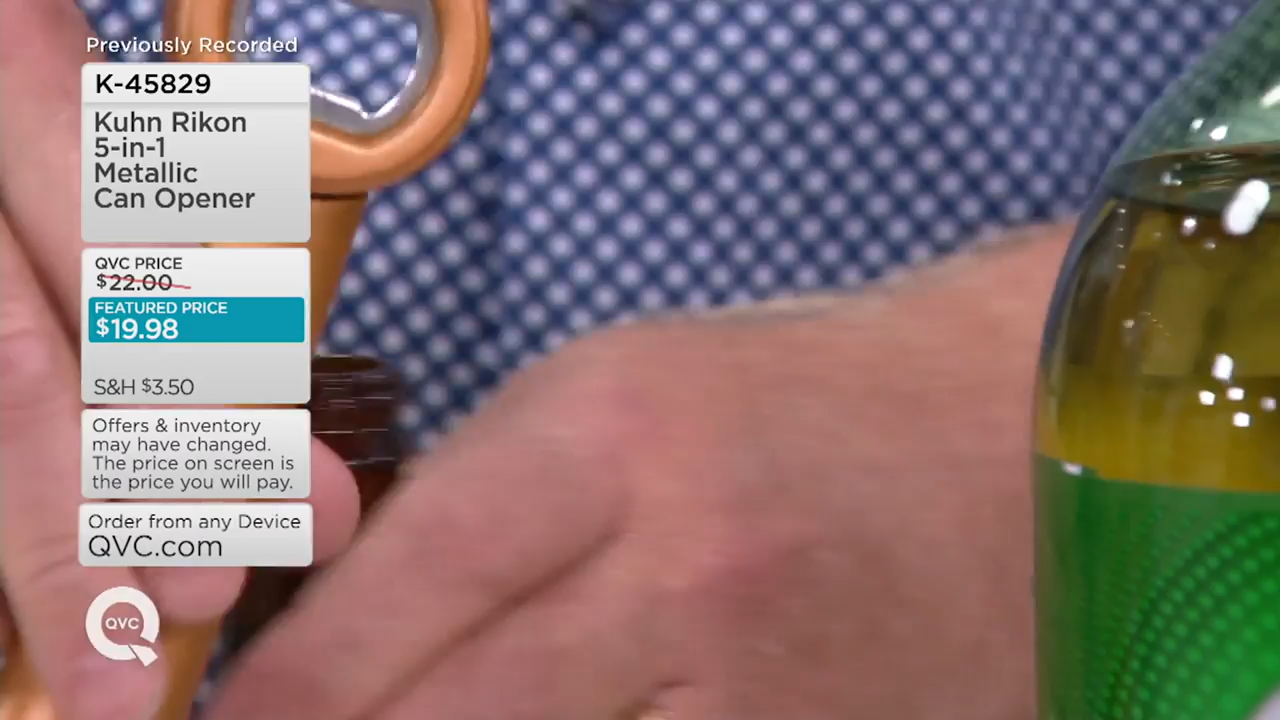 Previously Recorded
K-45829
Kuhn Rikon
5-in-1
Metallic
Can Opener
QVC PRICE
$22.00
FEATURED PRICE
$19.98
S&H $3.50
Offers & inventory
may have changed.
The price on screen is
the price you will pay.
Order from any Device
QVC.com
QVC